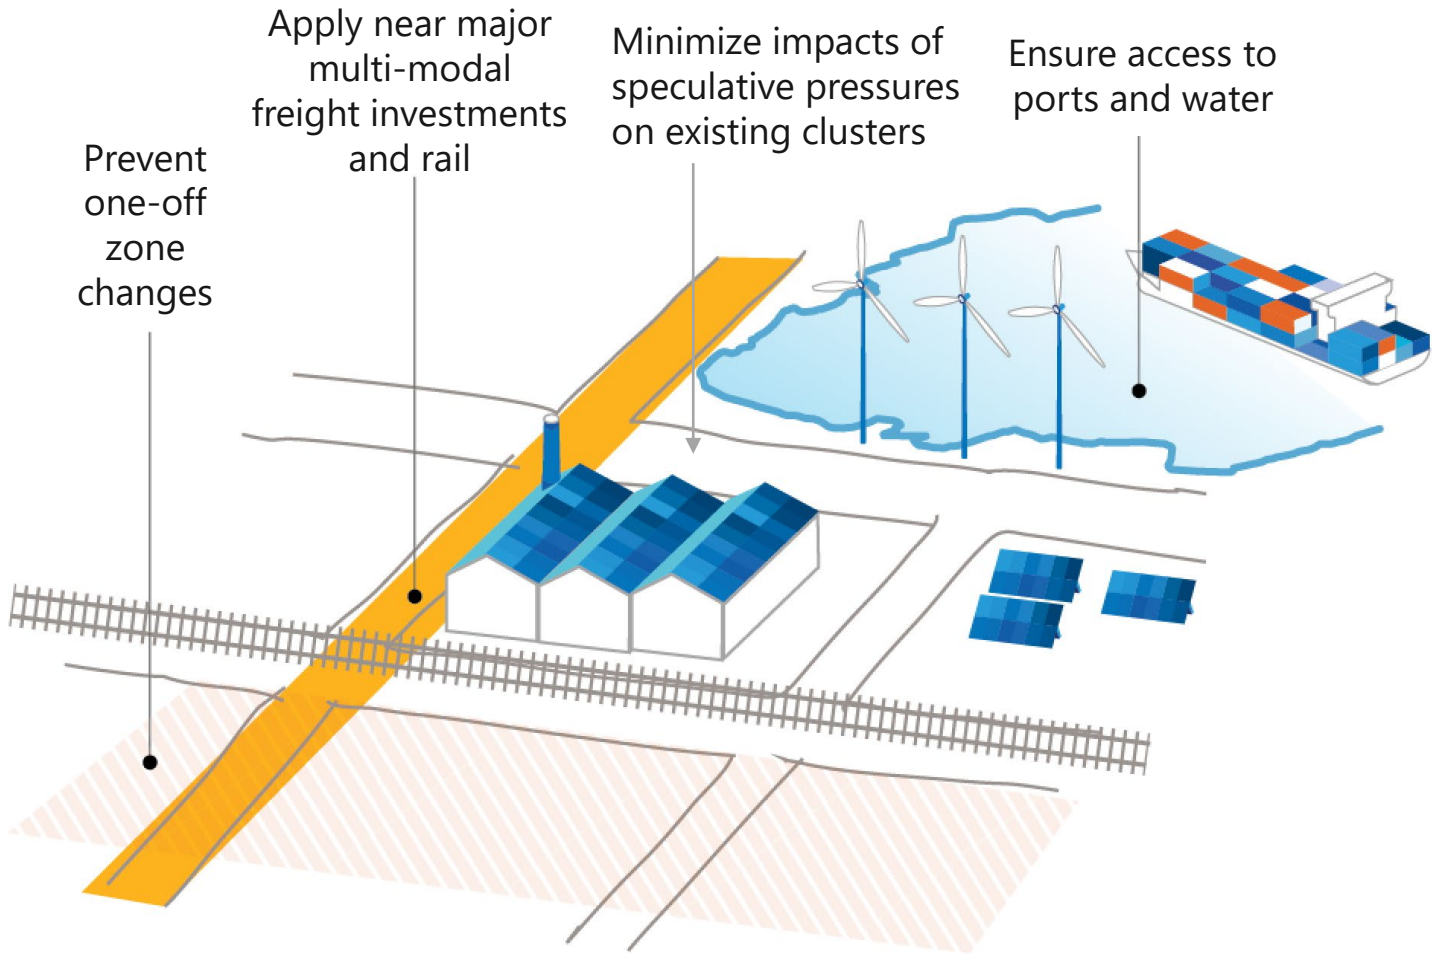 Prevent
one-off
zone
changes
Apply near major
multi-modal
freight investments
and rail
Minimize impacts of
speculative pressures
on existing clusters
Ensure access to
ports and water